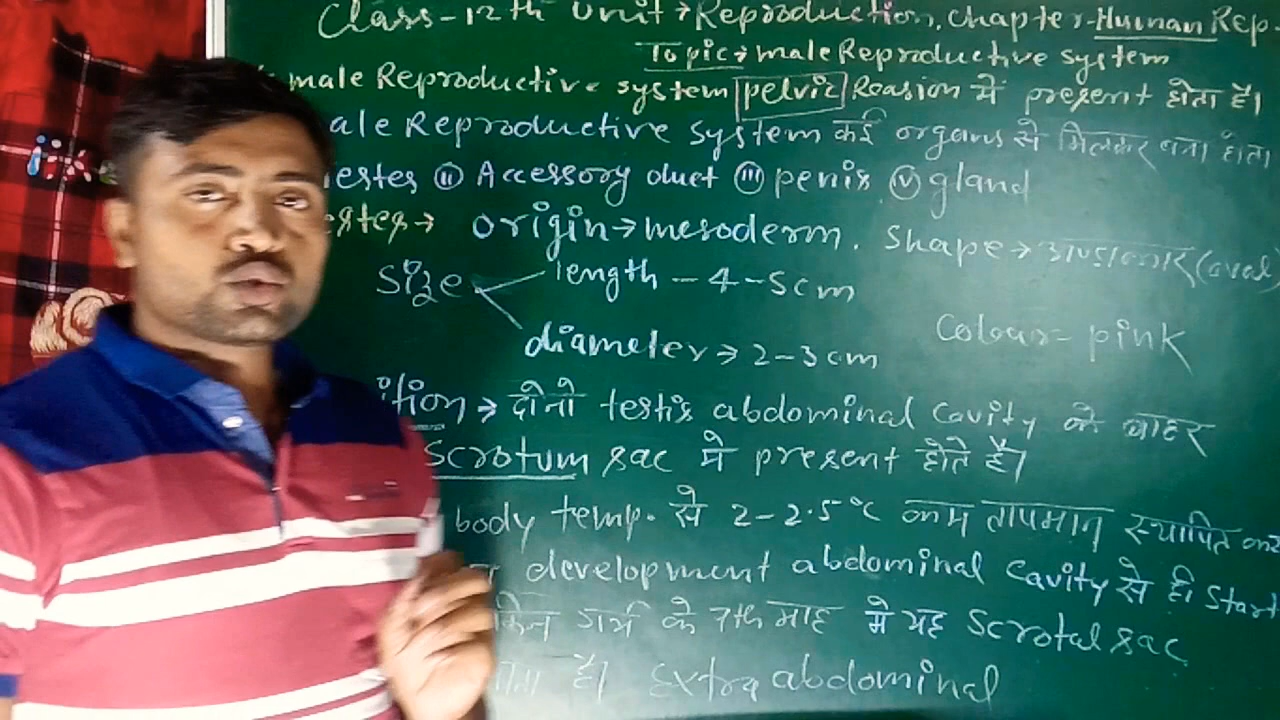 Class-12th Unit→Reproduction, Chapter-Human Rep.
Topic→male Reproductive system
male Reproductive system pelvic Reasion में present होता है।
ale Reproductive system कई organs से मिलकर बना होता
estes (II) Accessory duct (III) penis (IV) gland
estes→ origin→mesoderm. Shape→अण्डाकार(oval)
Size length-4-5cm
diameter→2-3cm Colour=pink
ition→ दोनो testis abdominal cavity के बाहर
Scrotum sac मे present होते हैं।
body temp. से 2-2.5°C कम तापमान स्थापित कर
development abdominal cavity से ही start
गर्भ के 7th माह मे यह Scrotal sac
है। Extra abdominal